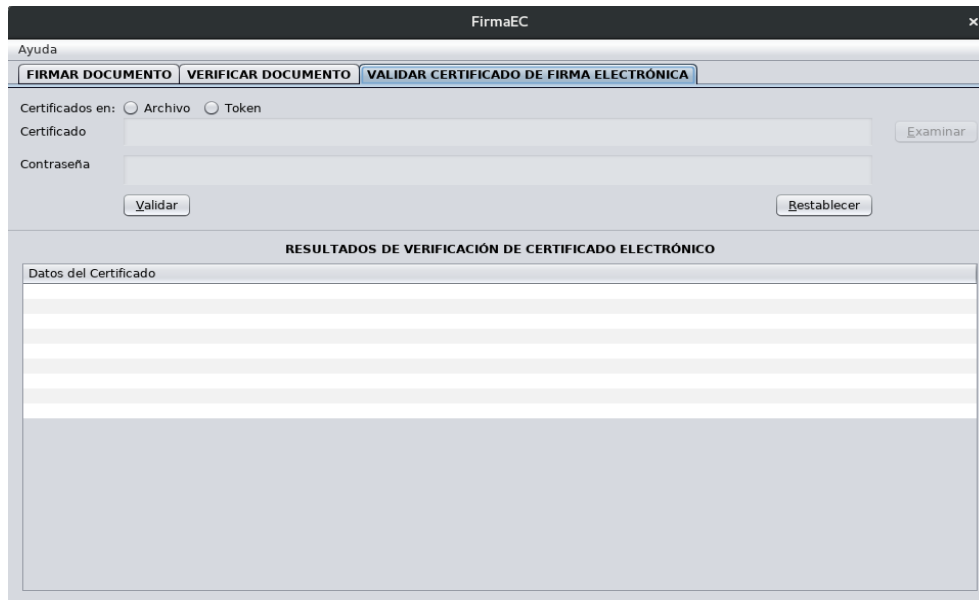 FirmaEC
×
Ayuda
FIRMAR DOCUMENTO VERIFICAR DOCUMENTO VALIDAR CERTIFICADO DE FIRMA ELECTRÓNICA
Certificados en: Archivo Token
Certificado Examinar
Contraseña
Validar Restablecer
RESULTADOS DE VERIFICACIÓN DE CERTIFICADO ELECTRÓNICO
Datos del Certificado